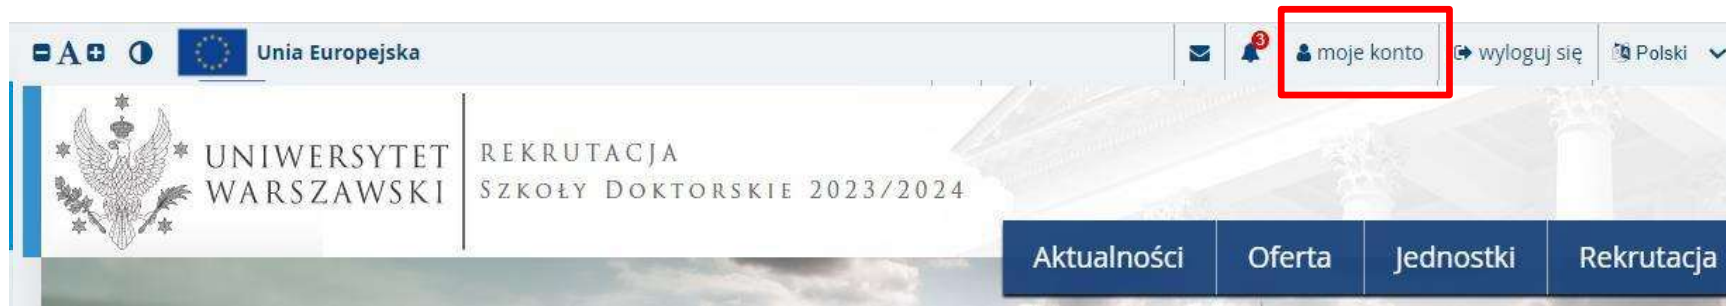 A Unia Europejska 3 moje konto wyloguj się Polski
UNIWERSYTET
WARSZAWSKI
REKRUTACJA
SZKOŁY DOKTORSKIE 2023/2024
Aktualności Oferta Jednostki Rekrutacja